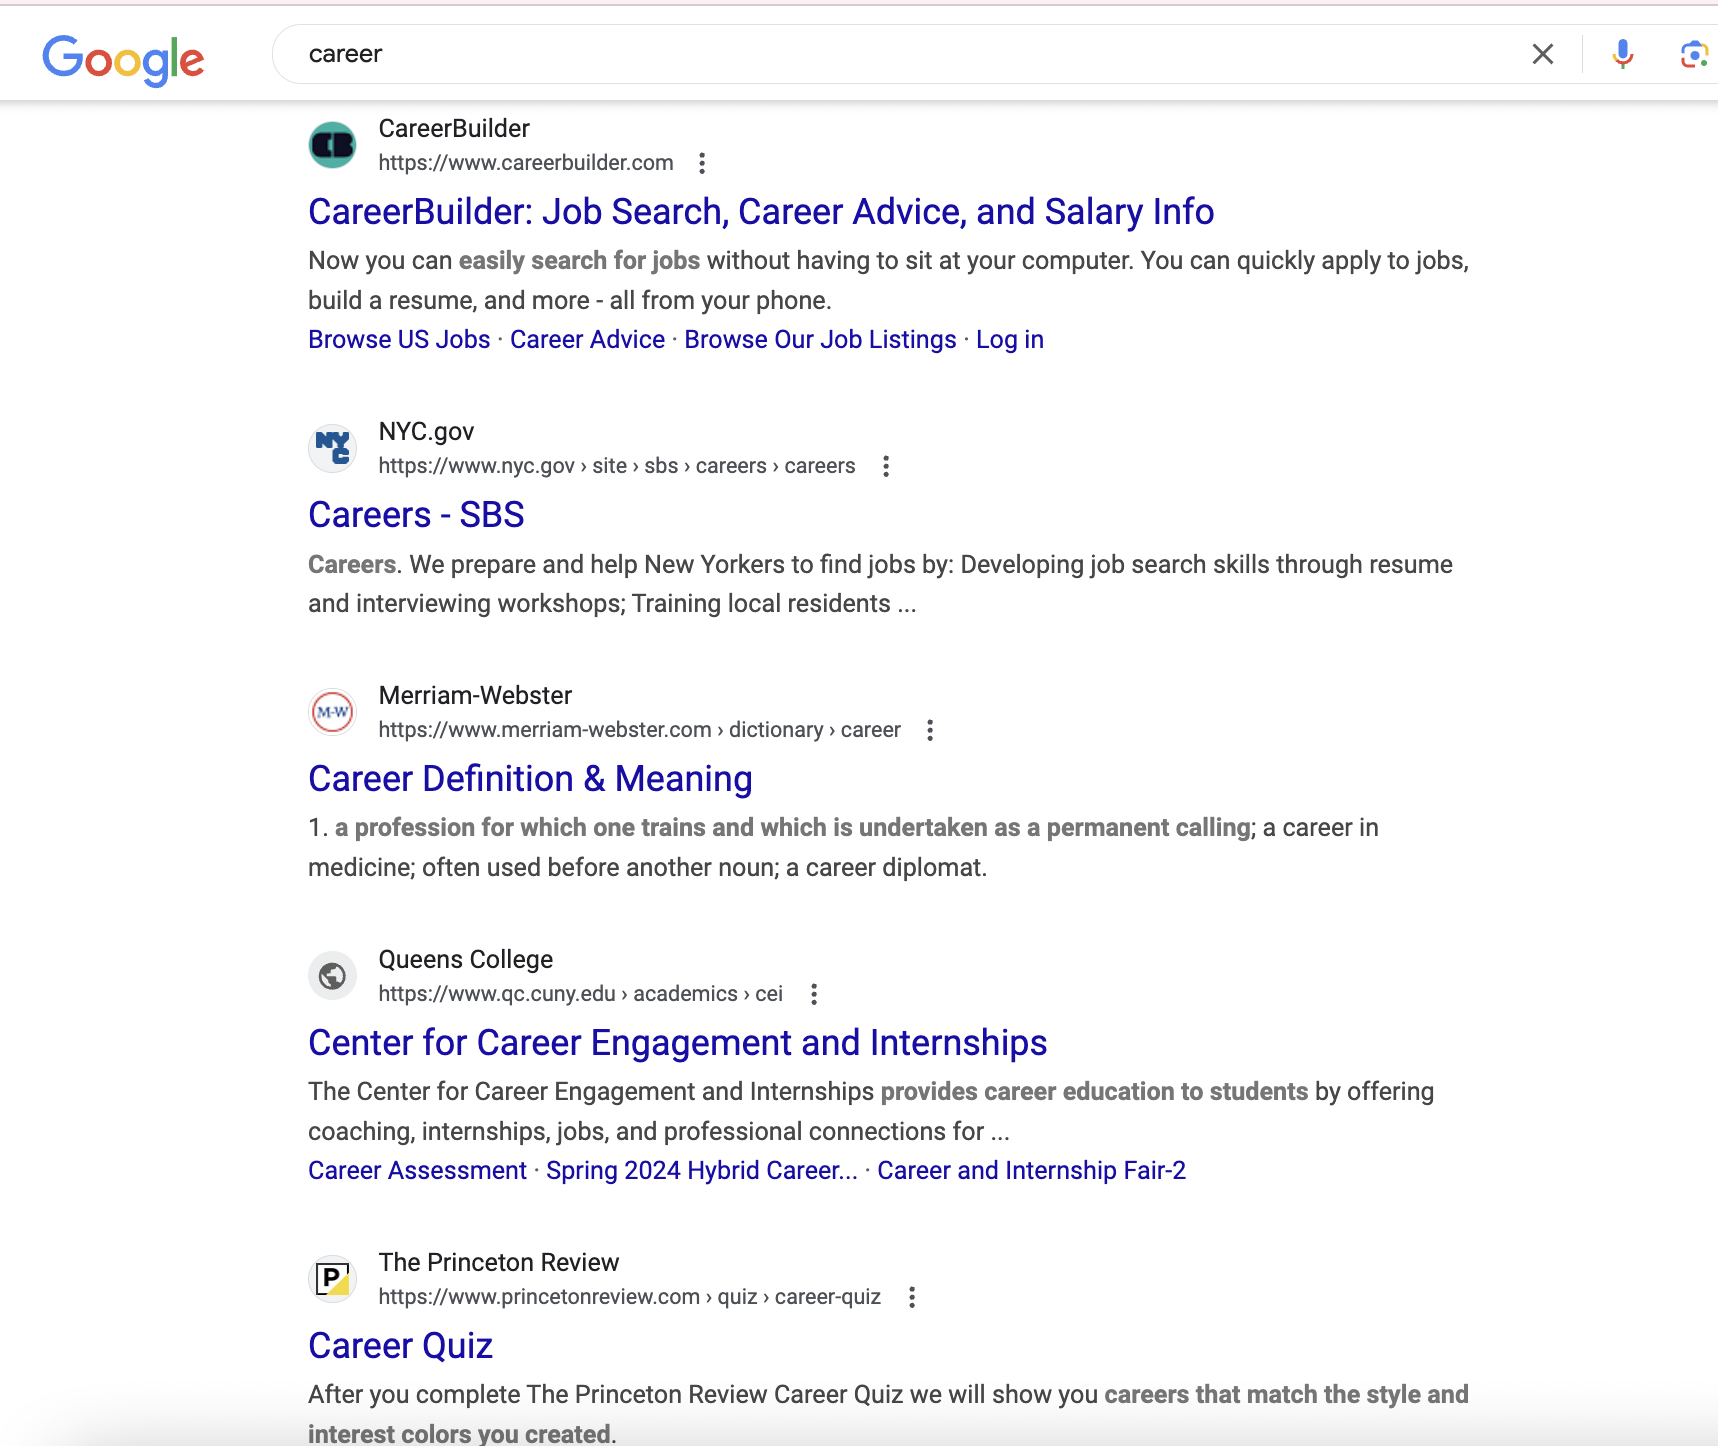 Google
career
CareerBuilder
https://www.careerbuilder.com
CareerBuilder: Job Search, Career Advice, and Salary Info
Now you can easily search for jobs without having to sit at your computer. You can quickly apply to jobs,
build a resume, and more - all from your phone.
Browse US Jobs · Career Advice · Browse Our Job Listings · Log in
NYC
NYC.gov
https://www.nyc.gov › site › sbs › careers › careers
Careers - SBS
Careers. We prepare and help New Yorkers to find jobs by: Developing job search skills through resume
and interviewing workshops; Training local residents ...
M-W
Merriam-Webster
https://www.merriam-webster.com › dictionary › career
Career Definition & Meaning
1. a profession for which one trains and which is undertaken as a permanent calling; a career in
medicine; often used before another noun; a career diplomat.
Queens College
https://www.qc.cuny.edu › academics › cei
Center for Career Engagement and Internships
The Center for Career Engagement and Internships provides career education to students by offering
coaching, internships, jobs, and professional connections for ...
Career Assessment · Spring 2024 Hybrid Career... · Career and Internship Fair-2
P
The Princeton Review
https://www.princetonreview.com › quiz › career-quiz
Career Quiz
After you complete The Princeton Review Career Quiz we will show you careers that match the style and
interest colors you created.